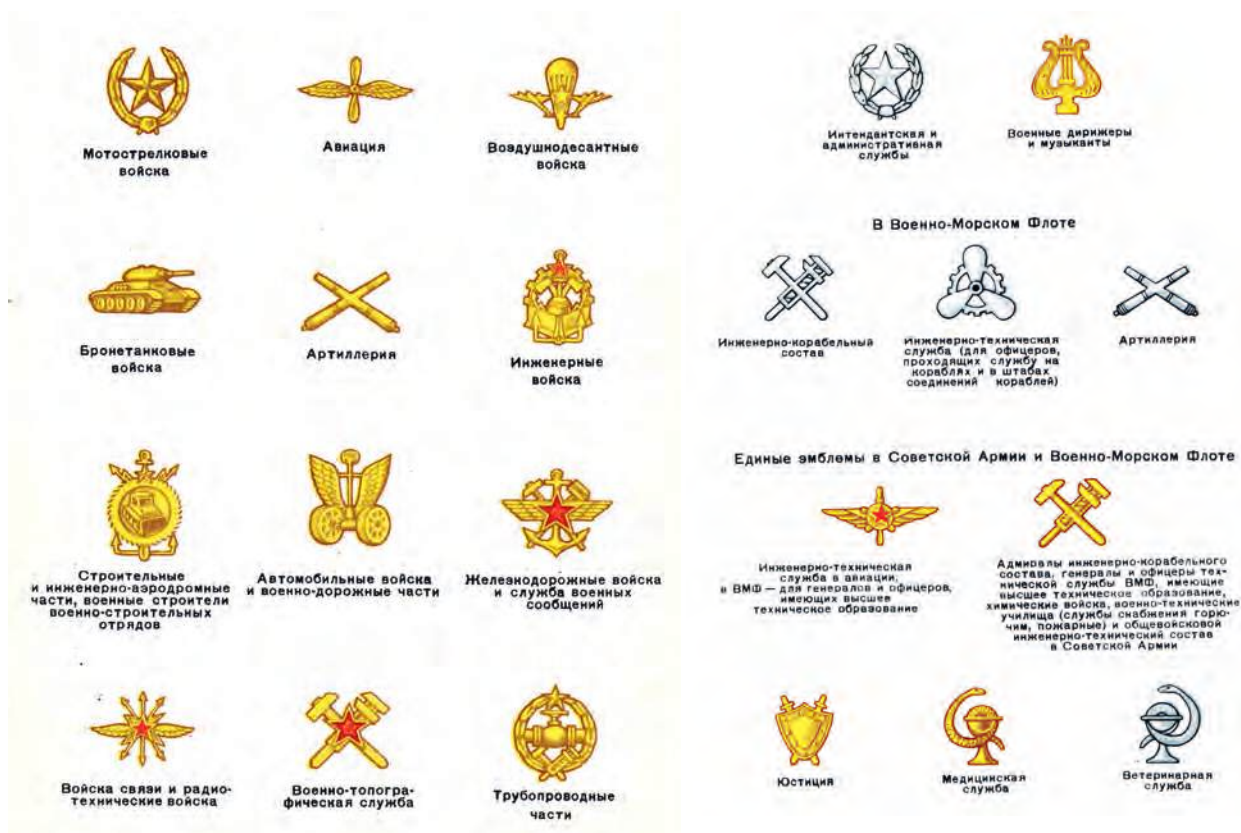 Мотострелковые
войска
Авиация
Воздушнодесантные
войска
Бронетанковые
войска
Артиллерия
Инженерные
войска
Строительные
и инженерно-аэродромные
части, военные строители
военно-строительных
отрядов
Автомобильные войска
и военно-дорожные части
Железнодорожные войска
и служба военных
сообщений
Войска связи и радио-
технические войска
Военно-топогра-
фическая служба
Трубопроводные
части
Интендантская и
административная
службы
Военные дирижеры
и музыканты
В Военно-Морском Флоте
Инженерно-корабельный
состав
Инженерно-техническая
служба (для офицеров,
проходящих службу на
кораблях и в штабах
соединений кораблей)
Артиллерия
Единые эмблемы в Советской Армии и Военно-Морском Флоте
Инженерно-техническая
служба в авиации,
в ВМФ — для генералов и офицеров,
имеющих высшее
техническое образование
Адмиралы инженерно-корабельного
состава, генералы и офицеры тех-
нической службы ВМФ, имеющие
высшее техническое образование,
химические войска, военно-технические
училища (службы снабжения горю-
чим, пожарные) и общевойсковой
инженерно-технический состав
в Советской Армии
Юстиция
Медицинская
служба
Ветеринарная
служба